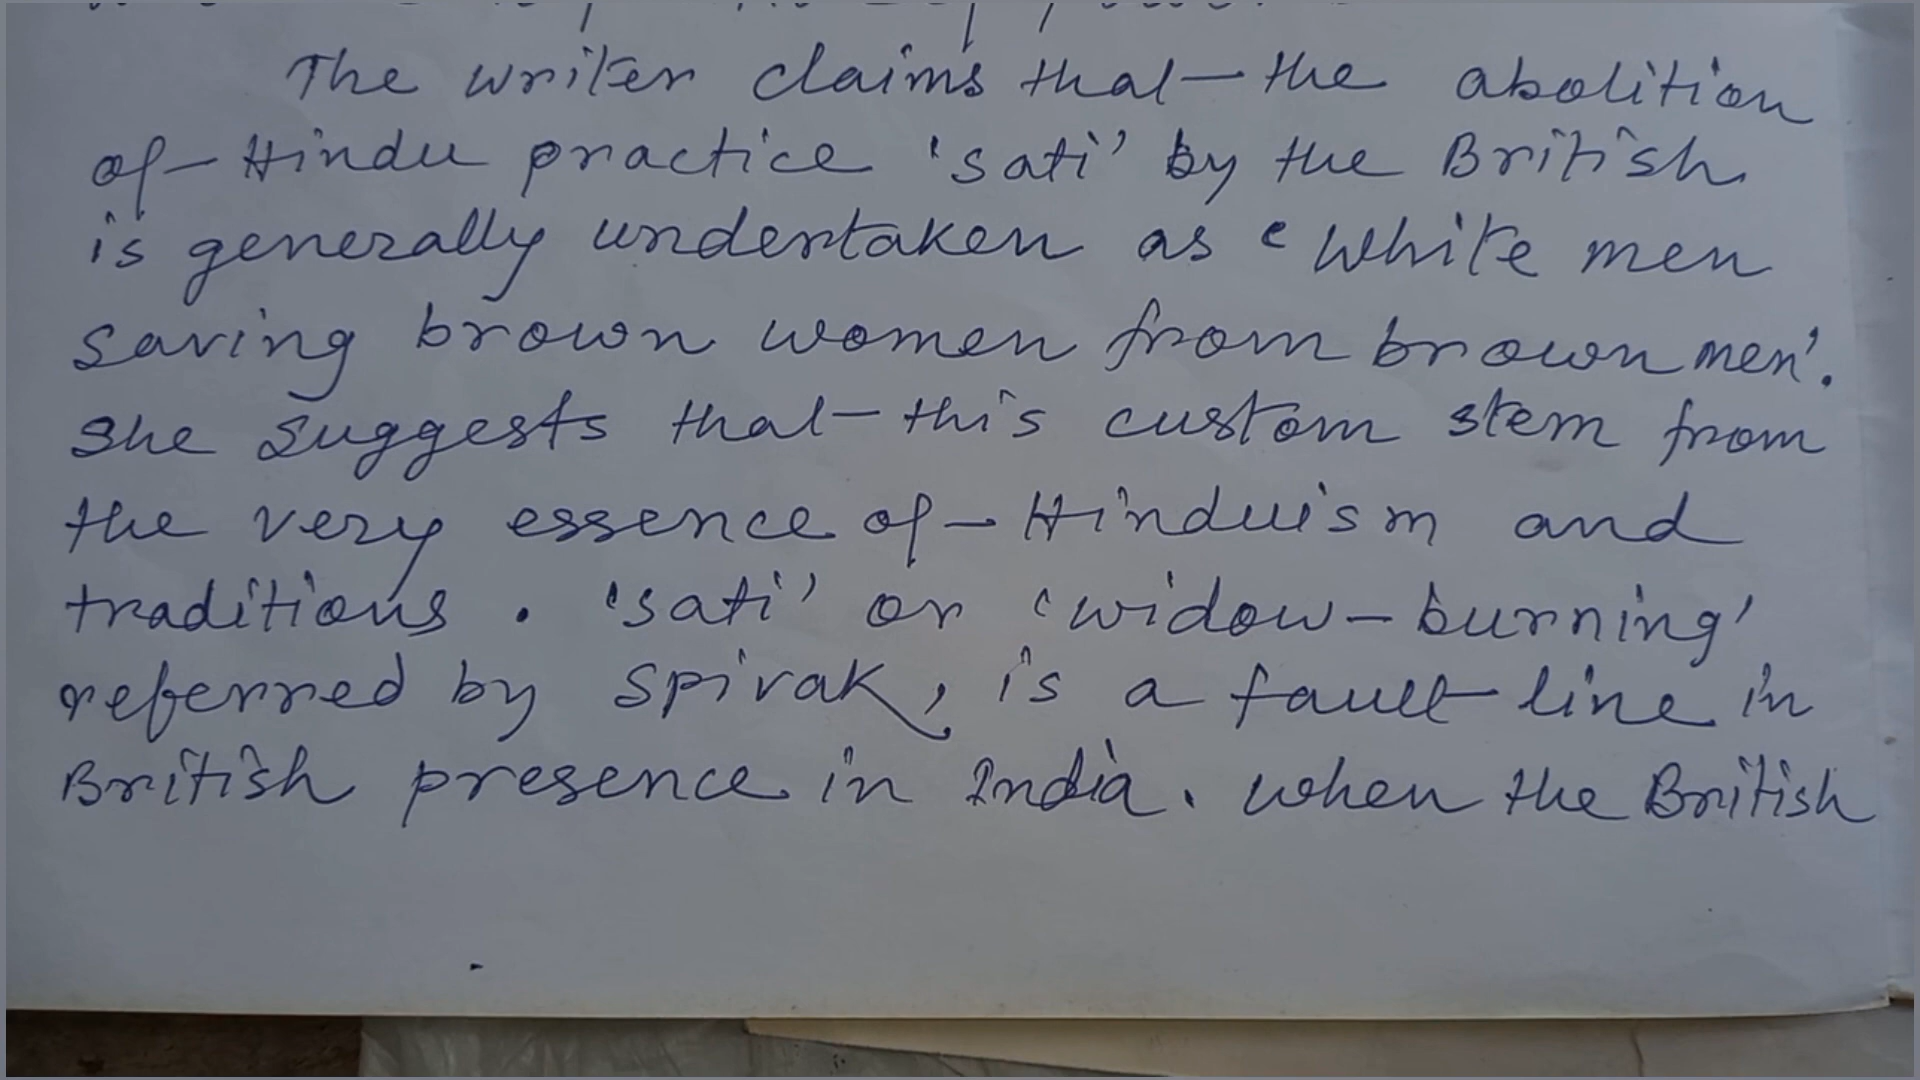 The writer claims that the abolition
of Hindu practice 'sati' by the British
is generally undertaken as 'White men
saving brown women from brown men'.
She suggests that this custom stem from
the very essence of Hinduism and
traditions. 'sati' or 'widow-burning'
referred by Spivak, is a fault line in
British presence in India. when the British